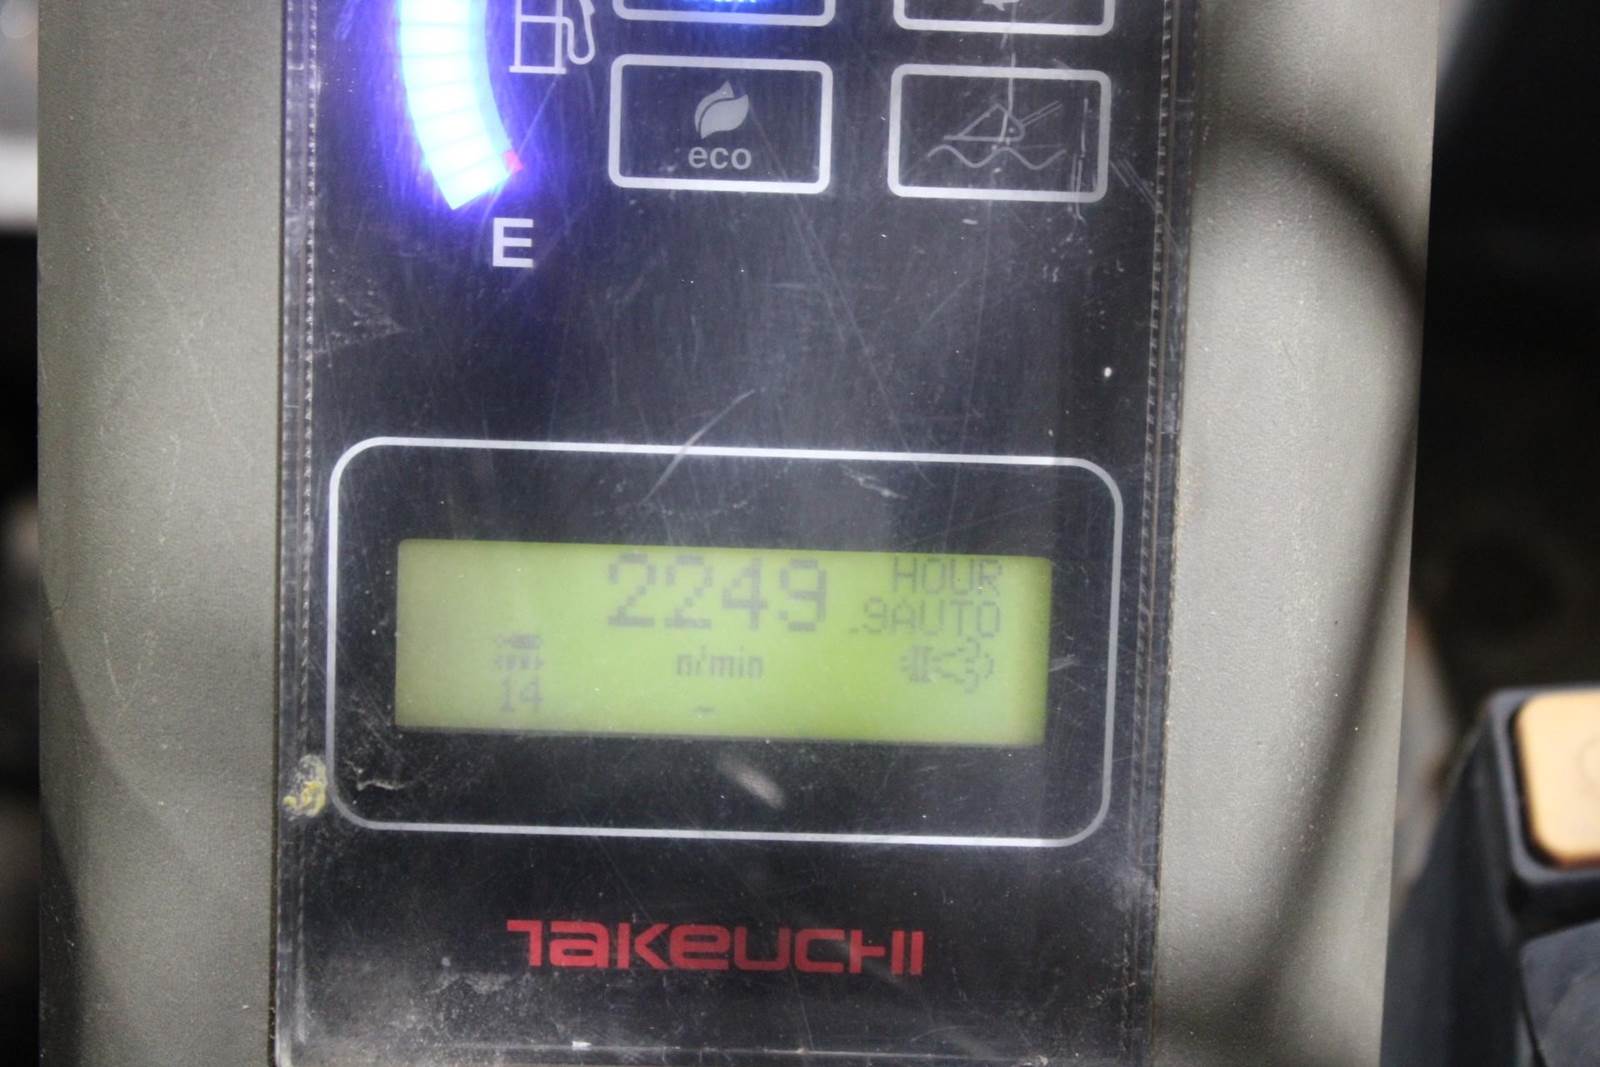 eco
E
2249 HOUR
.9AUTO
n/min
14 -
TAKEUCHI